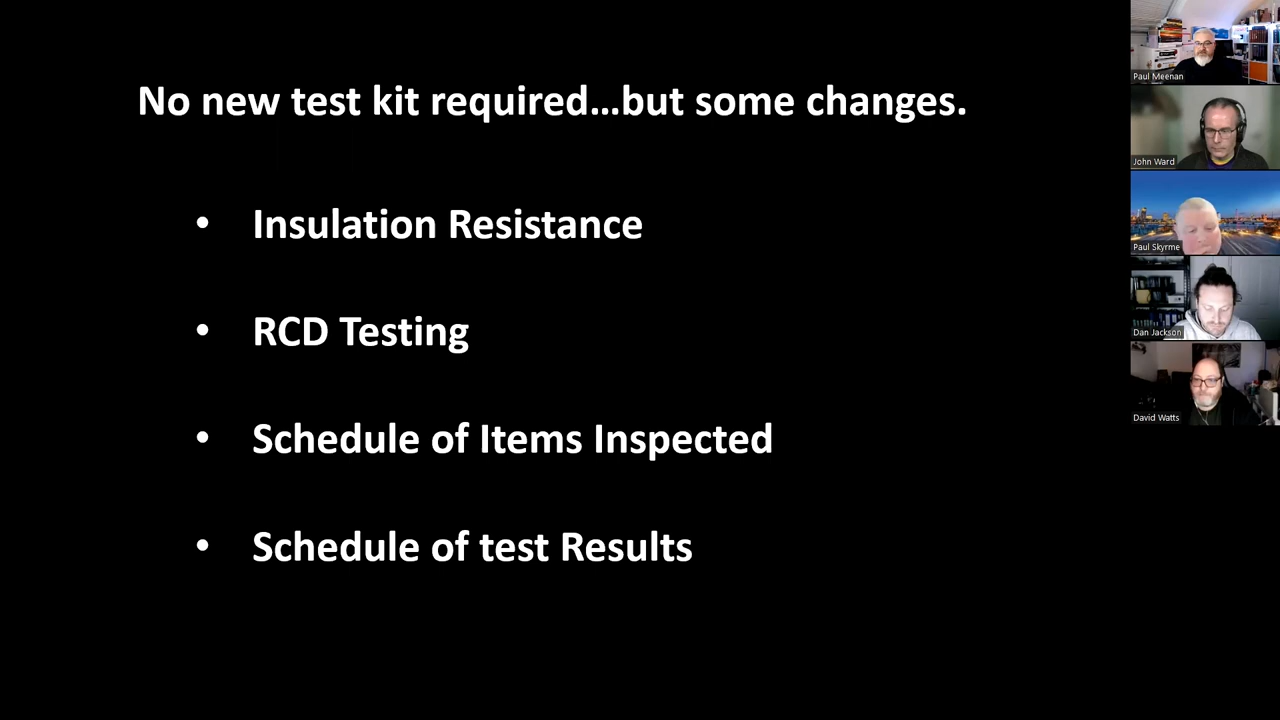 No new test kit required...but some changes.
• Insulation Resistance
• RCD Testing
• Schedule of Items Inspected
• Schedule of test Results
Paul Meenan
John Ward
Paul Skyrme
Dan Jackson
David Watts